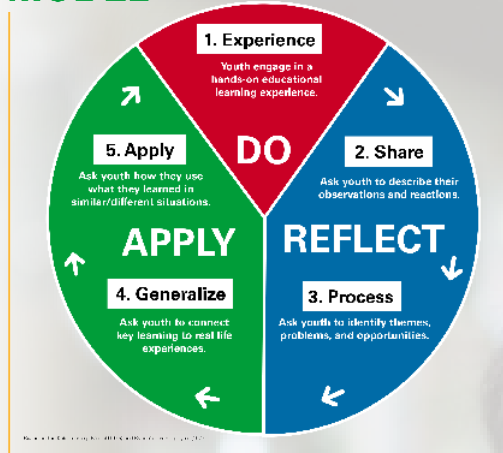 MODEL
1. Experience
Youth engage in a
hands-on educational
learning experience.
DO
2. Share
Ask youth to describe their
observations and reactions.
REFLECT
3. Process
Ask youth to identify themes,
problems, and opportunities.
5. Apply
Ask youth how they use
what they learned in
similar/different situations.
APPLY
4. Generalize
Ask youth to connect
key learning to real life
experiences.